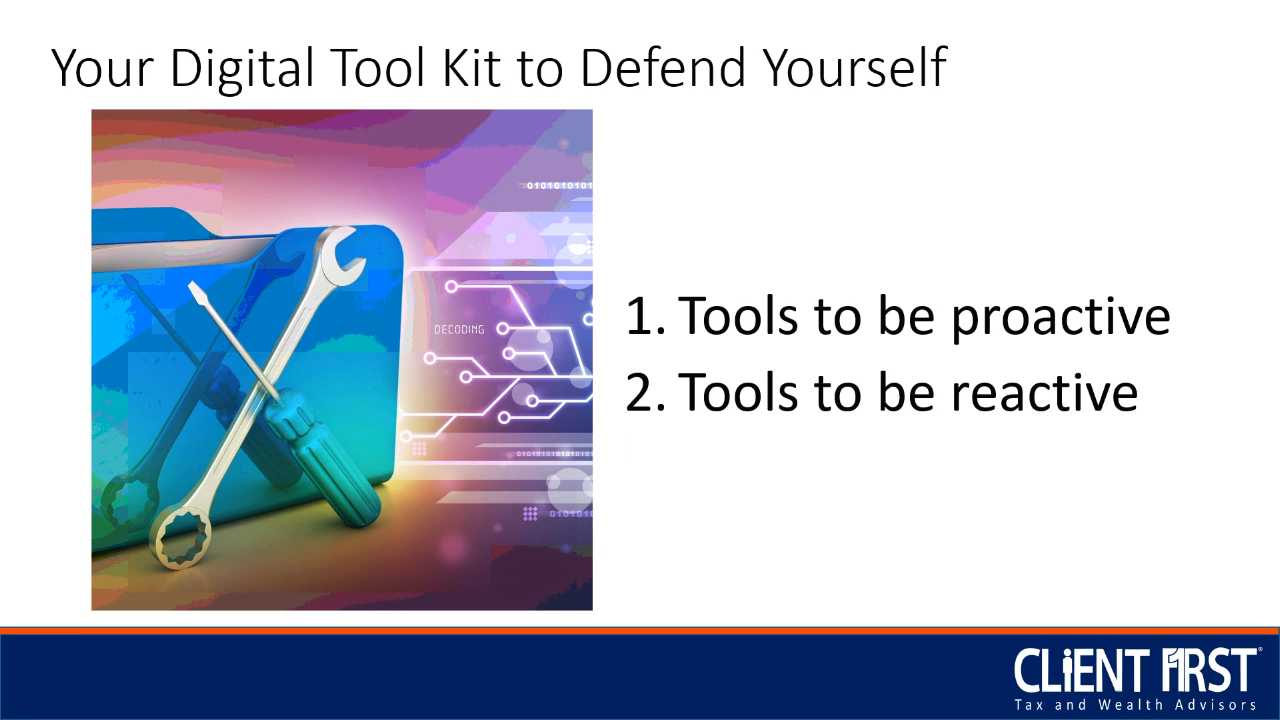 Your Digital Tool Kit to Defend Yourself
0101010101
DECODING
1. Tools to be proactive
2. Tools to be reactive
010101010101010
010101
CLiENT FIRST®
Tax and Wealth Advisors